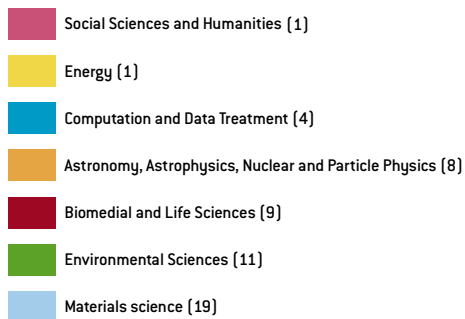 Social Sciences and Humanities (1)
Energy (1)
Computation and Data Treatment (4)
Astronomy, Astrophysics, Nuclear and Particle Physics (8)
Biomedial and Life Sciences (9)
Environmental Sciences (11)
Materials science (19)